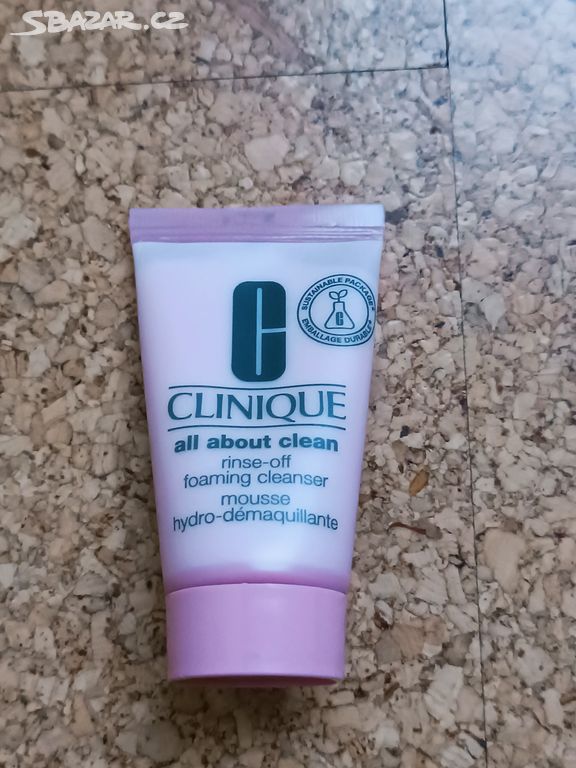 SBAZAR.CZ
SUSTAINABLE PACKAGE*
EMBALLAGE DURABLE*
C
CLINIQUE
all about clean
rinse-off
foaming cleanser
mousse
hydro-démaquillante